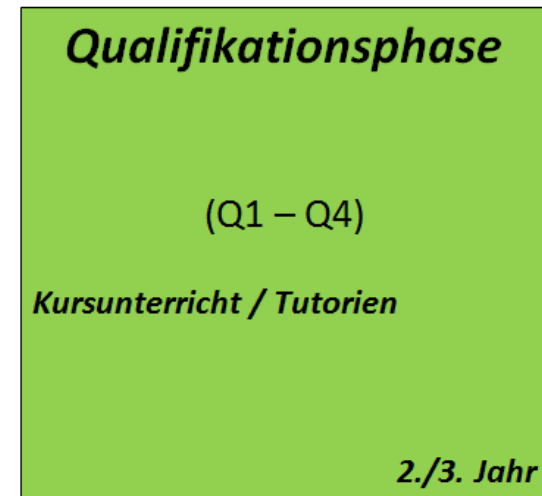 Qualifikationsphase
(Q1 – Q4)
Kursunterricht / Tutorien
2./3. Jahr